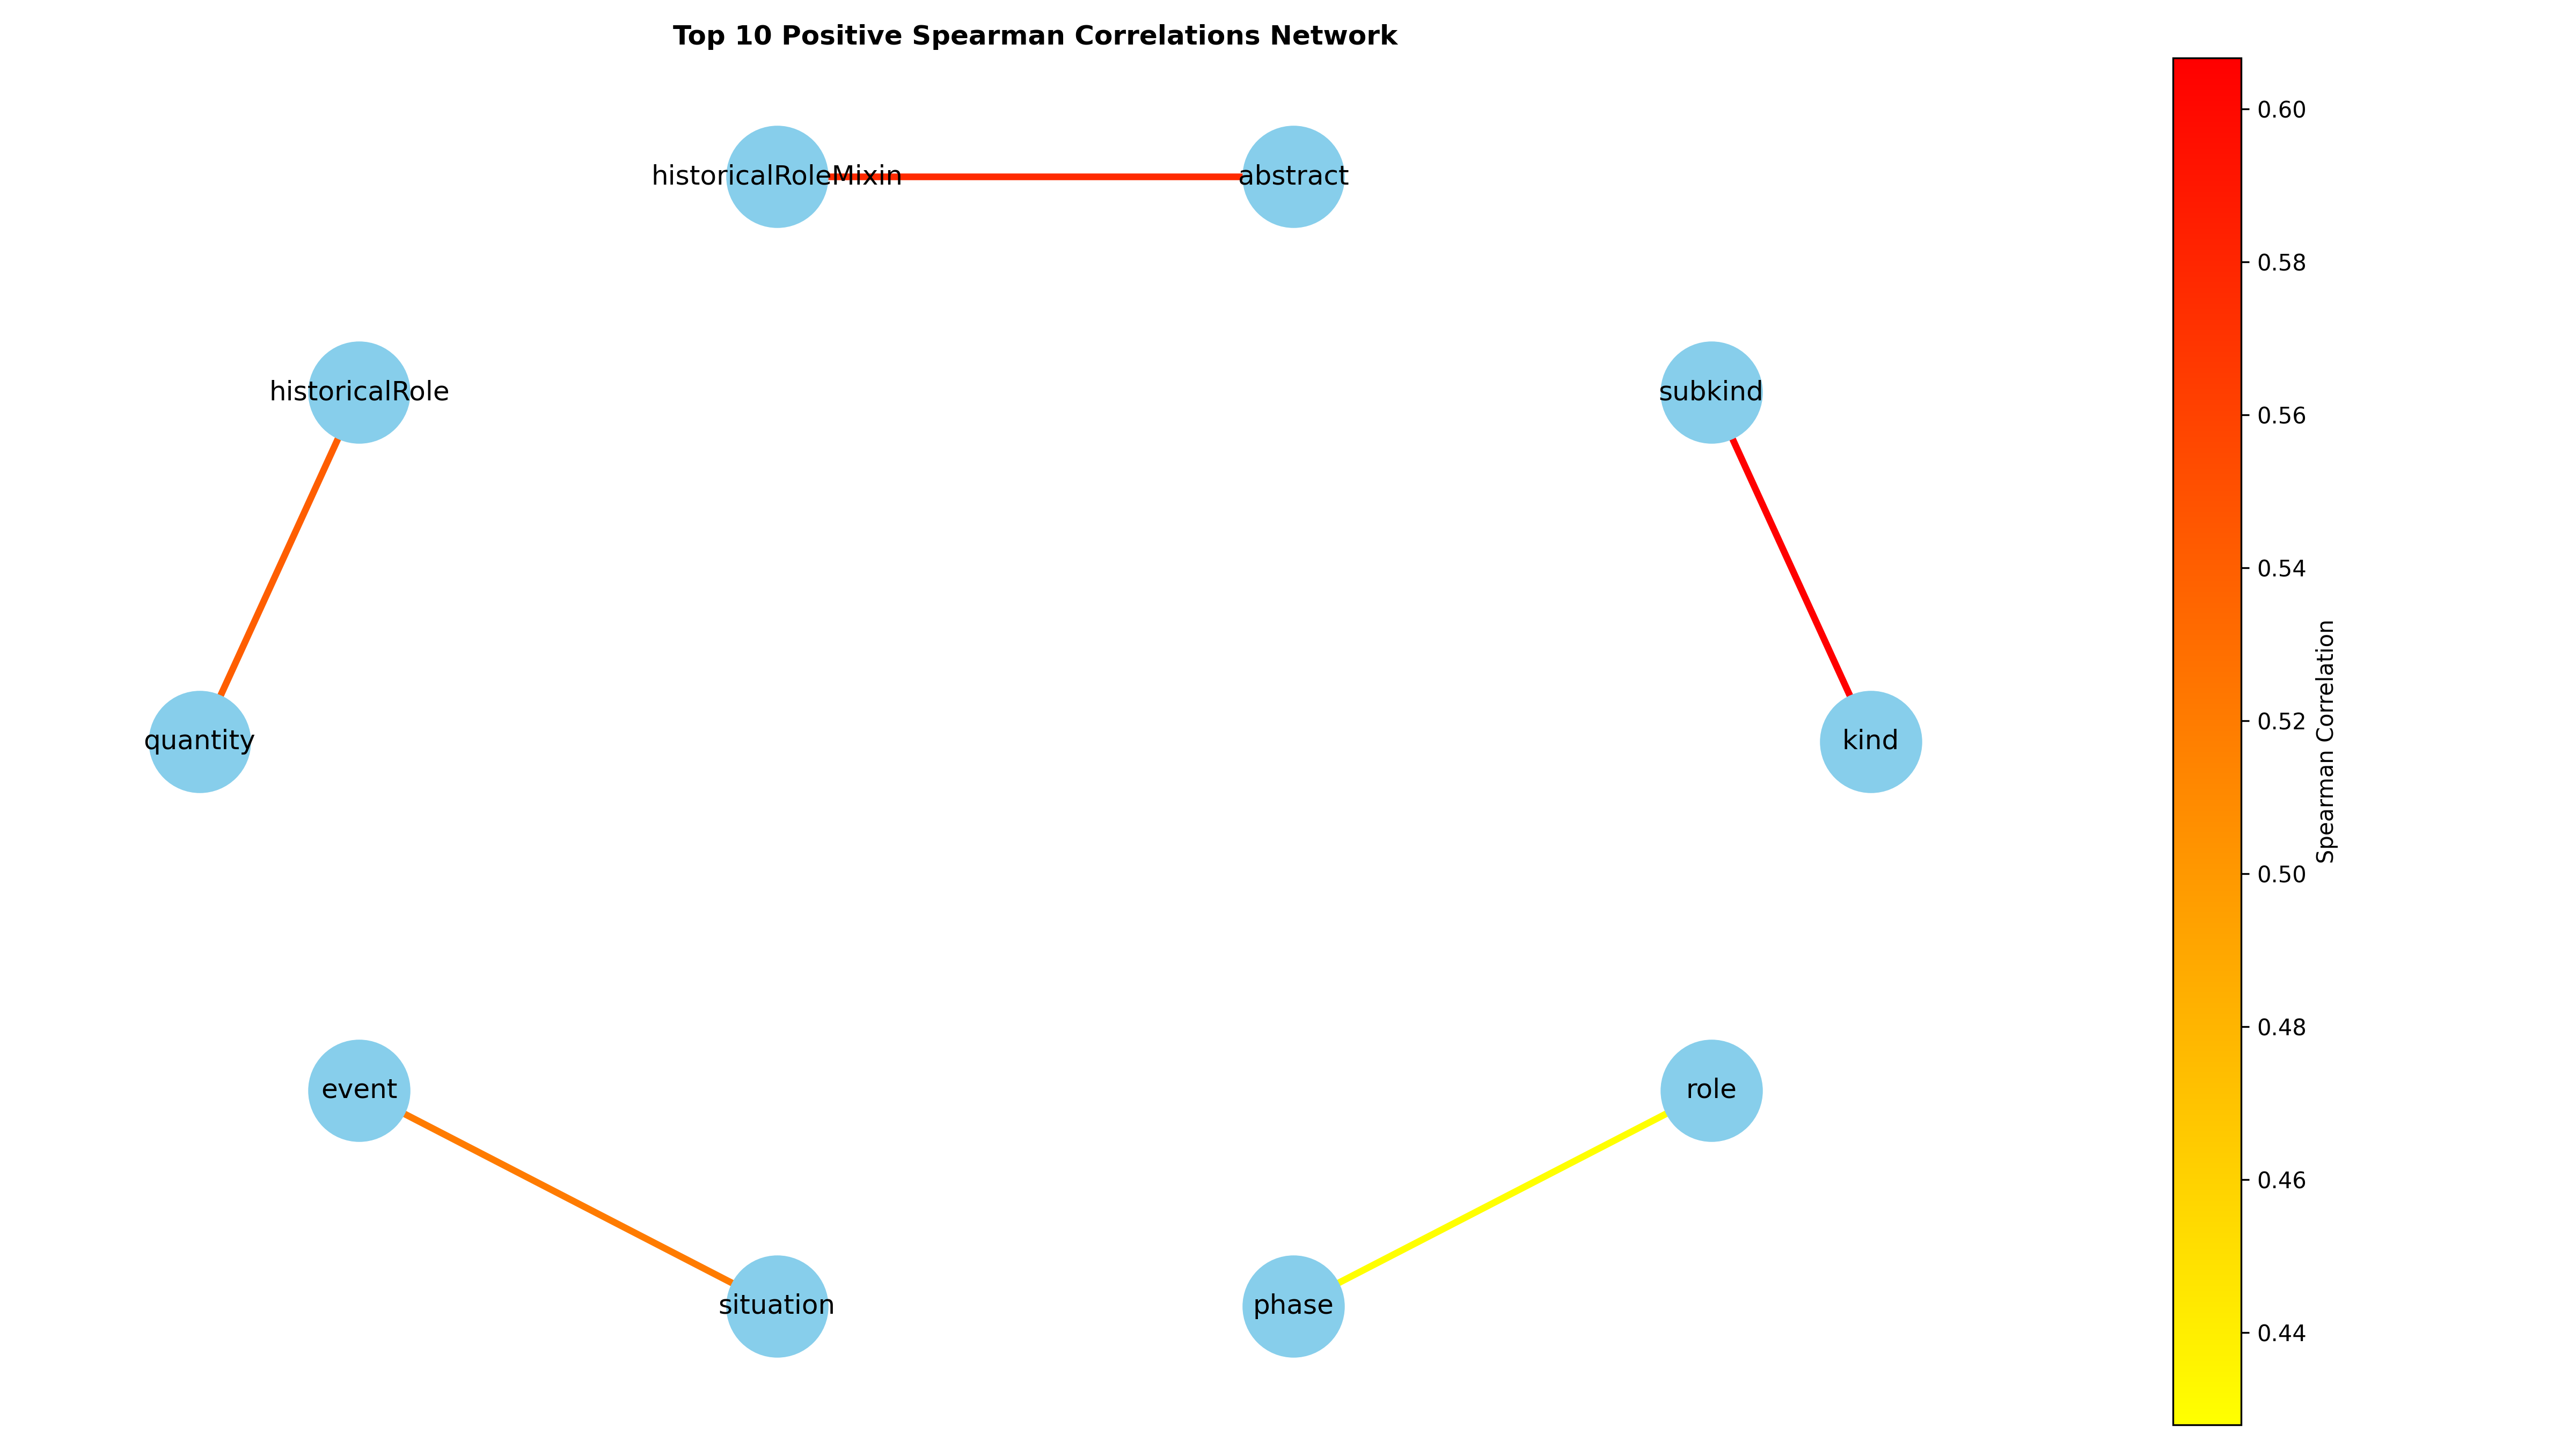 Top 10 Positive Spearman Correlations Network
historicalRoleMixin
abstract
historicalRole
subkind
quantity
kind
event
role
situation
phase
0.60
0.58
0.56
0.54
0.52
0.50
0.48
0.46
0.44
Spearman Correlation